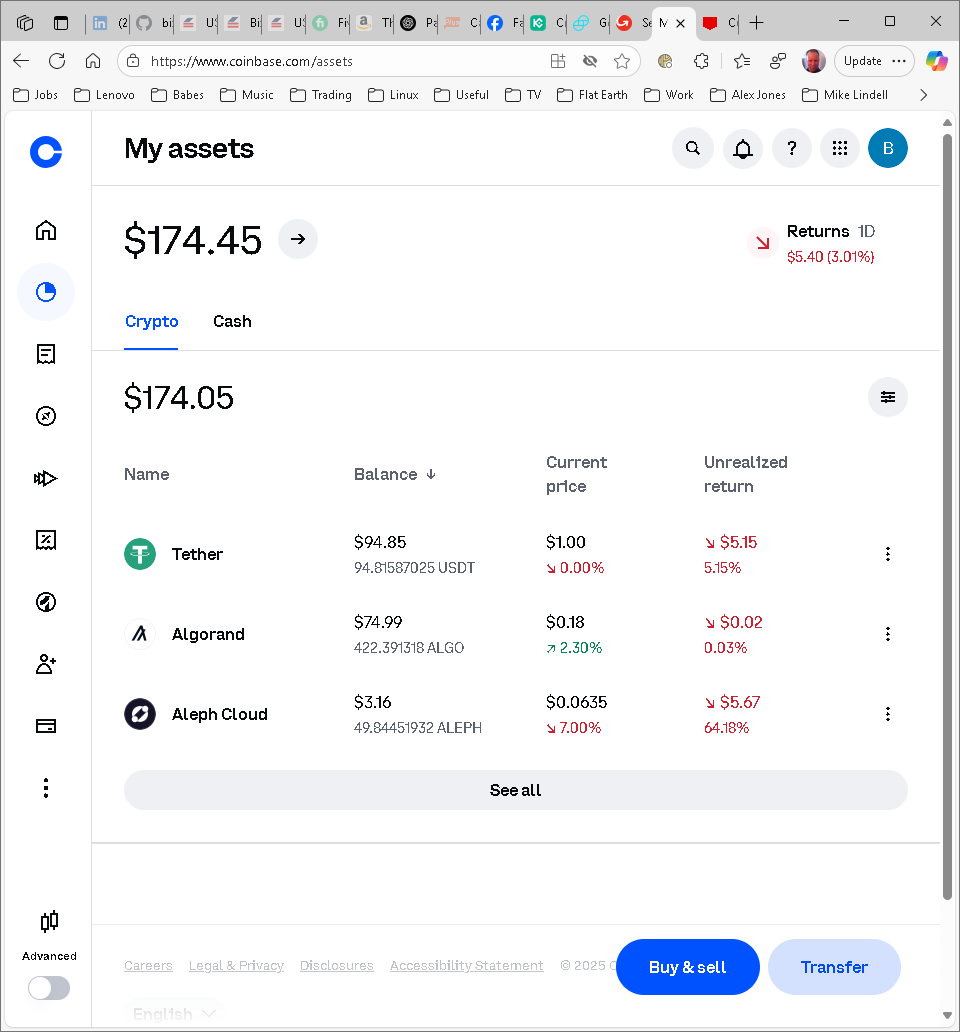 (2
bi
US
Bi
US
Fi
Th
Pa
C
Fa
C
G
Se
M
C
https://www.coinbase.com/assets
Update
Jobs Lenovo Babes Music Trading Linux Useful TV Flat Earth Work Alex Jones Mike Lindell
My assets
?
B
$174.45
Returns 1D
$5.40 (3.01%)
Crypto Cash
$174.05
Name Balance ↓ Current price Unrealized return
Tether
$94.85 $1.00 ↘ $5.15
94.81587025 USDT ↘ 0.00% 5.15%
Algorand
$74.99 $0.18 ↘ $0.02
422.391318 ALGO ↗ 2.30% 0.03%
Aleph Cloud
$3.16 $0.0635 ↘ $5.67
49.84451932 ALEPH ↘ 7.00% 64.18%
See all
Advanced
Careers Legal & Privacy Disclosures Accessibility Statement © 2025
Buy & sell Transfer
English